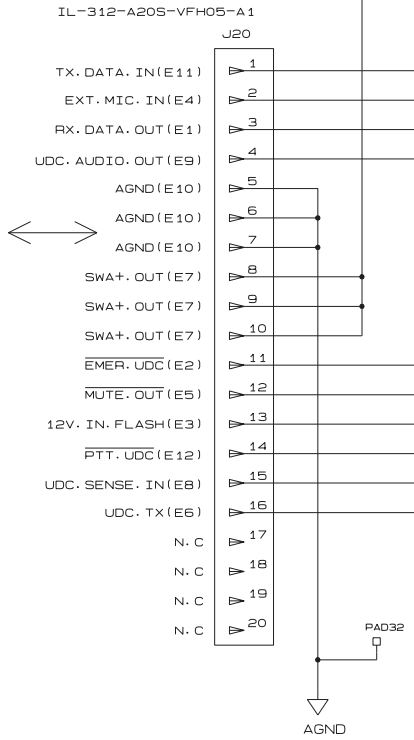 IL-312-A20S-VFH05-A1
J20
TX.DATA.IN(E11) 1
EXT.MIC.IN(E4) 2
RX.DATA.OUT(E1) 3
UDC.AUDIO.OUT(E9) 4
AGND(E10) 5
AGND(E10) 6
AGND(E10) 7
SWA+.OUT(E7) 8
SWA+.OUT(E7) 9
SWA+.OUT(E7) 10
EMER.UDC(E2) 11
MUTE.OUT(E5) 12
12V.IN.FLASH(E3) 13
PTT.UDC(E12) 14
UDC.SENSE.IN(E8) 15
UDC.TX(E6) 16
N.C 17
N.C 18
N.C 19
N.C 20
PAD32
AGND